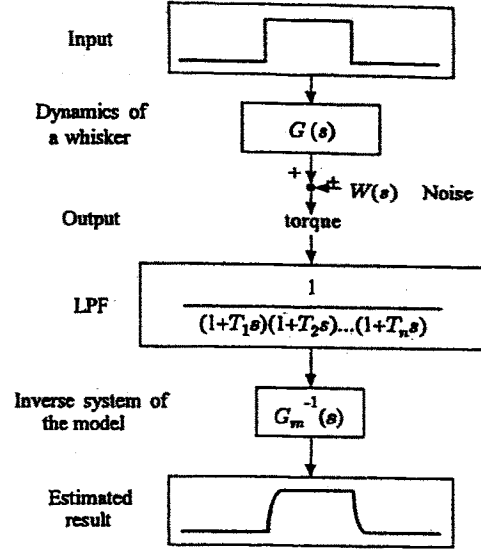 Input
Dynamics of
a whisker
G(s)
+
± W(s) Noise
Output
torque
LPF
1
(1+T₁s)(1+T₂s)...(1+Tₙs)
Inverse system of
the model
Gₘ⁻¹(s)
Estimated
result